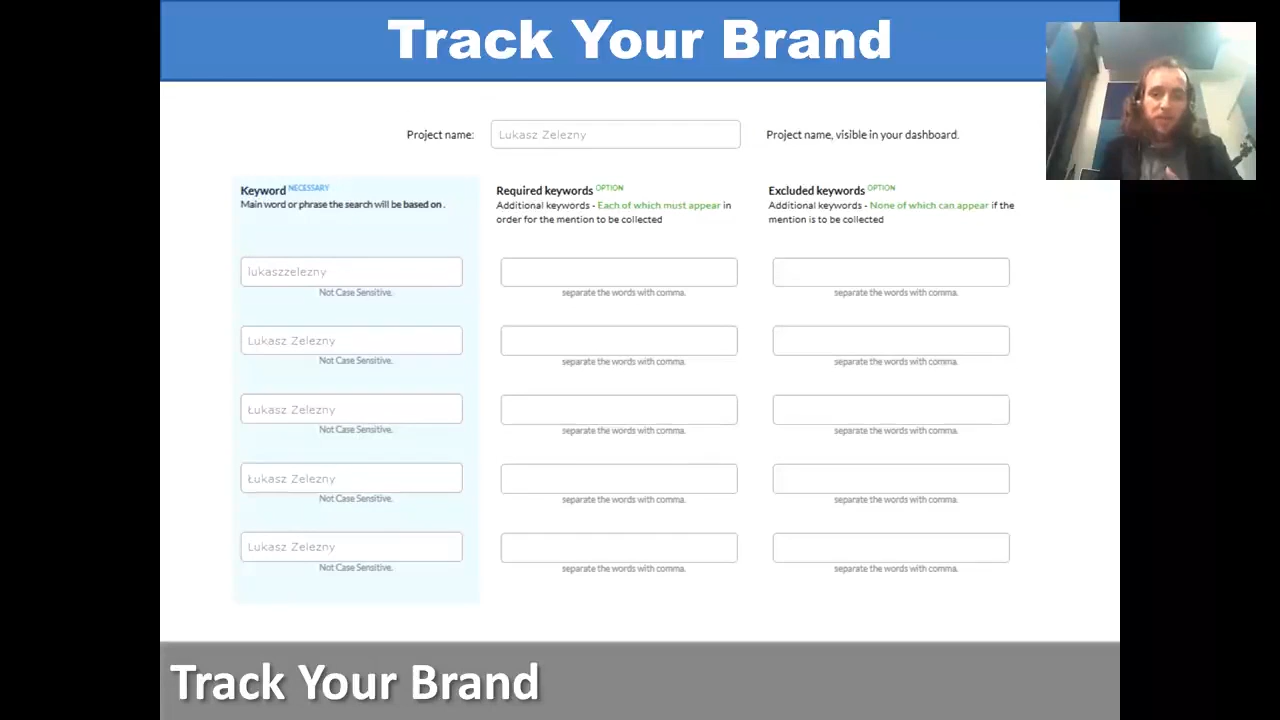 Track Your Brand
Project name: Lukasz Zelezny Project name, visible in your dashboard.
Keyword NECESSARY
Main word or phrase the search will be based on .
Required keywords OPTION
Additional keywords - Each of which must appear in
order for the mention to be collected
Excluded keywords OPTION
Additional keywords - None of which can appear if the
mention is to be collected
lukaszzelezny
Not Case Sensitive. separate the words with comma. separate the words with comma.
Lukasz Zelezny
Not Case Sensitive. separate the words with comma. separate the words with comma.
Łukasz Zelezny
Not Case Sensitive. separate the words with comma. separate the words with comma.
Łukasz Zelezny
Not Case Sensitive. separate the words with comma. separate the words with comma.
Lukasz Zelezny
Not Case Sensitive. separate the words with comma. separate the words with comma.
Track Your Brand